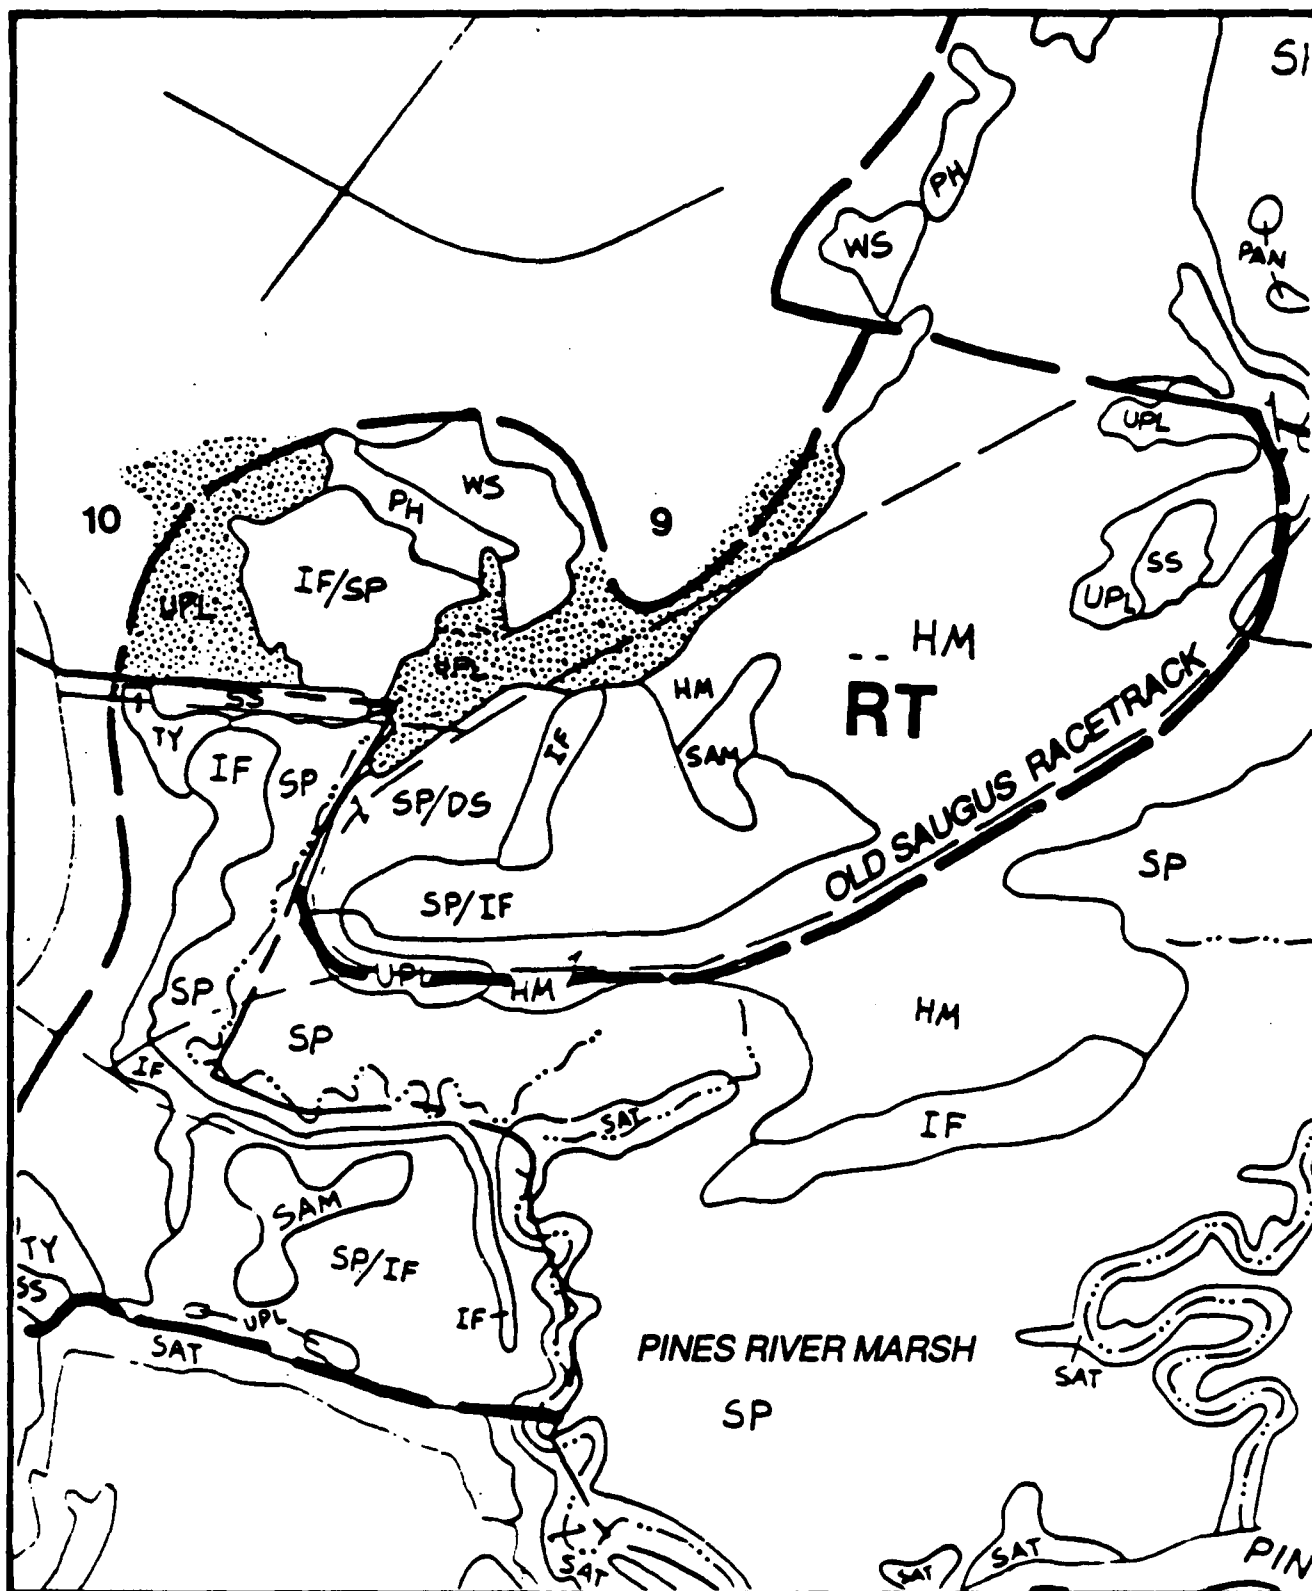 SI
PH
WS
PAN
UPL
10
WS
PH
9
IF/SP
SS
UPL
UPL
HM
UPL
HM
RT
SS
TY
IF
SP
IF
SAM
SP/DS
OLD SAUGUS RACETRACK
SP
SP/IF
UPL
HM
SP
HM
SP
IF
SAT
IF
SAM
TY
SP/IF
SS
UPL
IF
SAT
PINES RIVER MARSH
SAT
SP
SAT
SAT
SAT
PIN